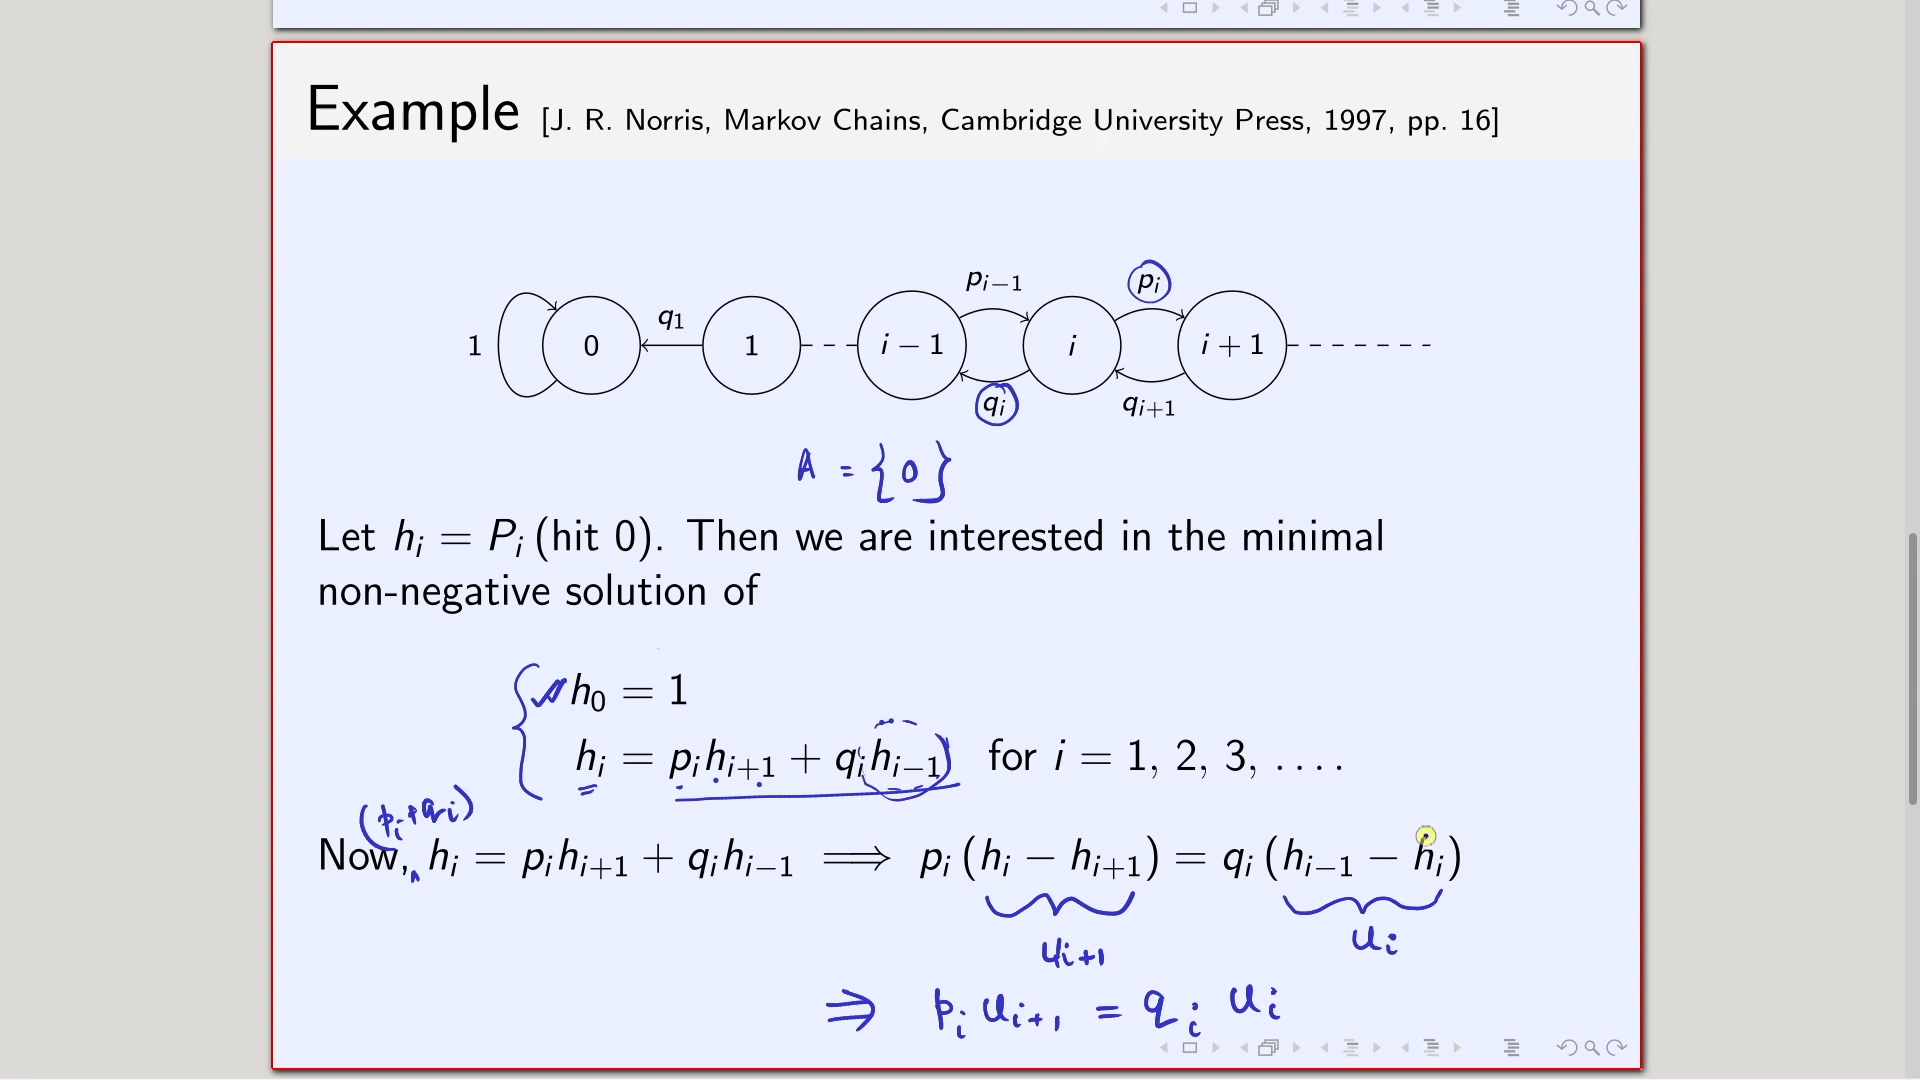 Example [J. R. Norris, Markov Chains, Cambridge University Press, 1997, pp. 16]
p_{i−1} p_i
1 0 q_1 1 i − 1 i i + 1
q_i q_{i+1}
A = {0}
Let h_i = P_i (hit 0). Then we are interested in the minimal
non-negative solution of
h_0 = 1
h_i = p_i h_{i+1} + q_i h_{i−1} for i = 1, 2, 3, ....
(p_i+q_i)
Now, h_i = p_i h_{i+1} + q_i h_{i−1} ⟹ p_i (h_i − h_{i+1}) = q_i (h_{i−1} − h_i)
u_{i+1} u_i
⇒ p_i u_{i+1} = q_i u_i